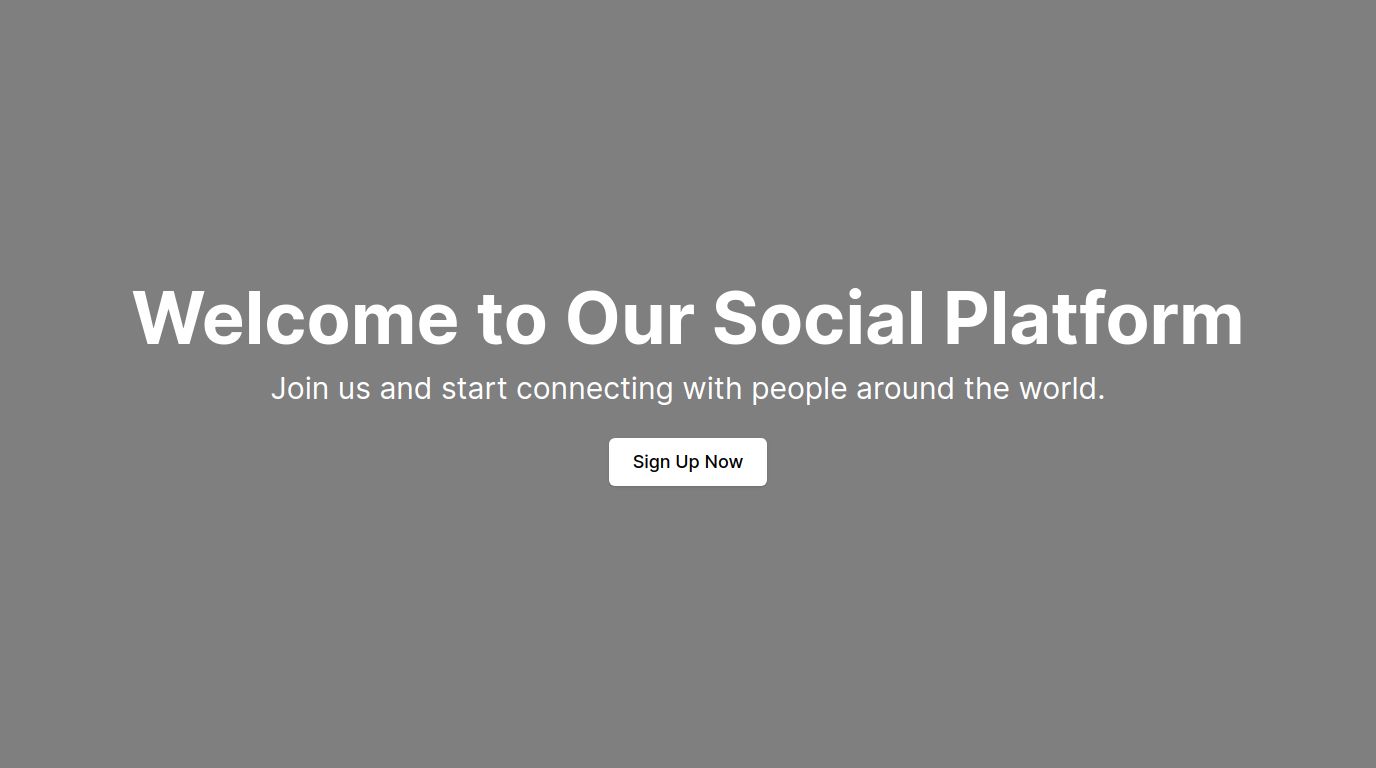 Welcome to Our Social Platform
Join us and start connecting with people around the world.
Sign Up Now